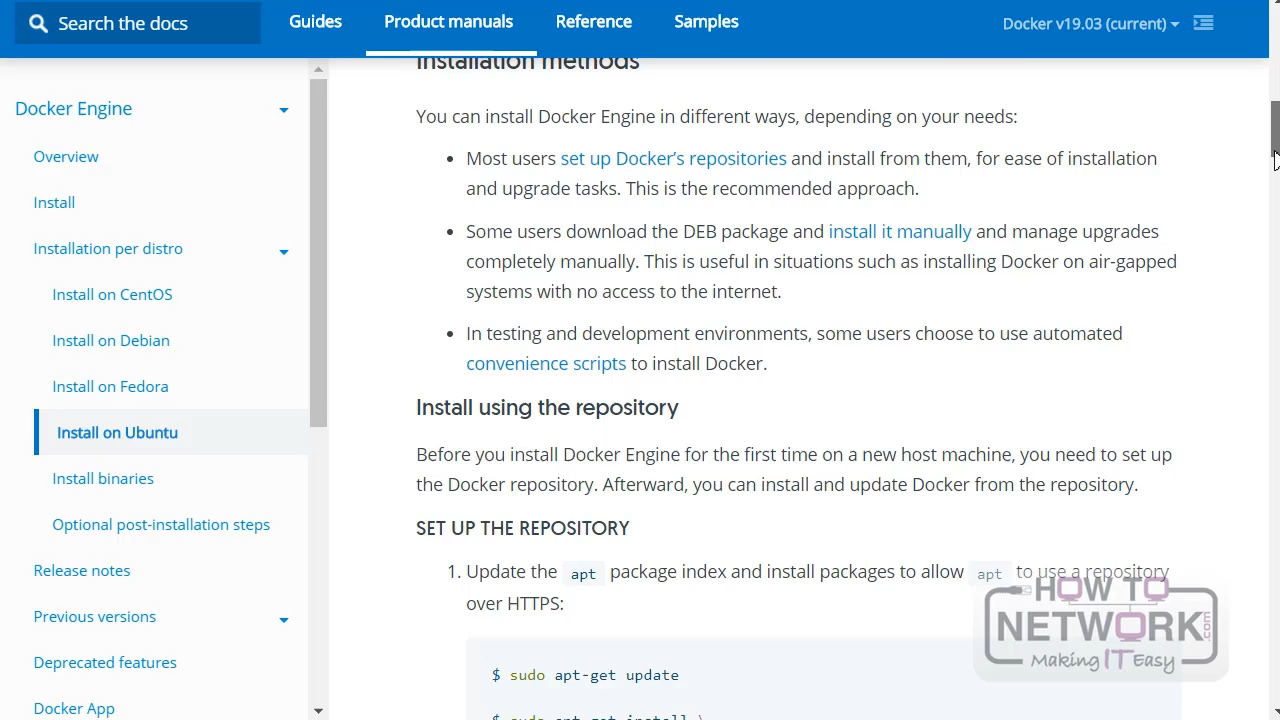 Search the docs
Guides
Product manuals
Reference
Samples
Docker v19.03 (current)
Docker Engine
Overview
Install
Installation per distro
Install on CentOS
Install on Debian
Install on Fedora
Install on Ubuntu
Install binaries
Optional post-installation steps
Release notes
Previous versions
Deprecated features
Docker App
Installation methods
You can install Docker Engine in different ways, depending on your needs:
• Most users set up Docker's repositories and install from them, for ease of installation
and upgrade tasks. This is the recommended approach.
• Some users download the DEB package and install it manually and manage upgrades
completely manually. This is useful in situations such as installing Docker on air-gapped
systems with no access to the internet.
• In testing and development environments, some users choose to use automated
convenience scripts to install Docker.
Install using the repository
Before you install Docker Engine for the first time on a new host machine, you need to set up
the Docker repository. Afterward, you can install and update Docker from the repository.
SET UP THE REPOSITORY
1. Update the apt package index and install packages to allow apt to use a repository
over HTTPS:
$ sudo apt-get update
$ sudo apt-get install \
HOW TO
NETWORK.com
Making IT Easy